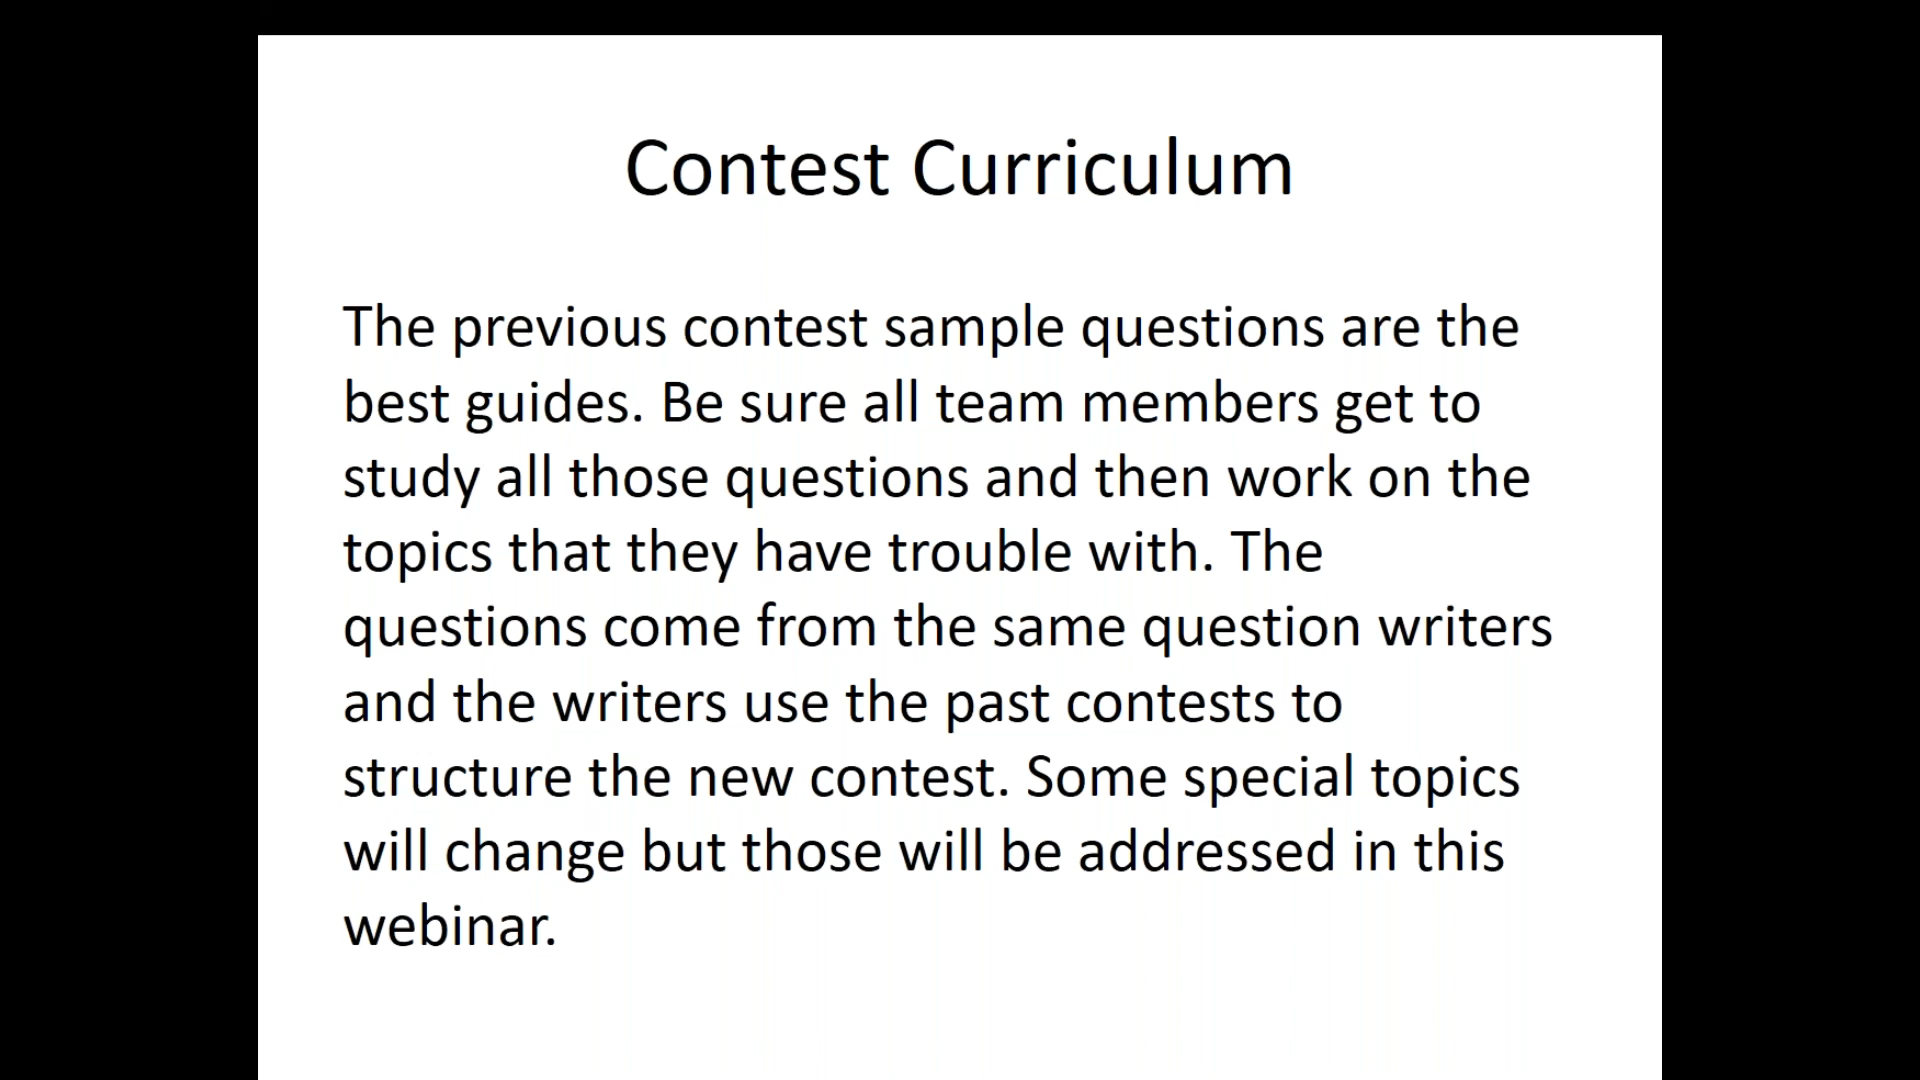 Contest Curriculum
The previous contest sample questions are the
best guides. Be sure all team members get to
study all those questions and then work on the
topics that they have trouble with. The
questions come from the same question writers
and the writers use the past contests to
structure the new contest. Some special topics
will change but those will be addressed in this
webinar.